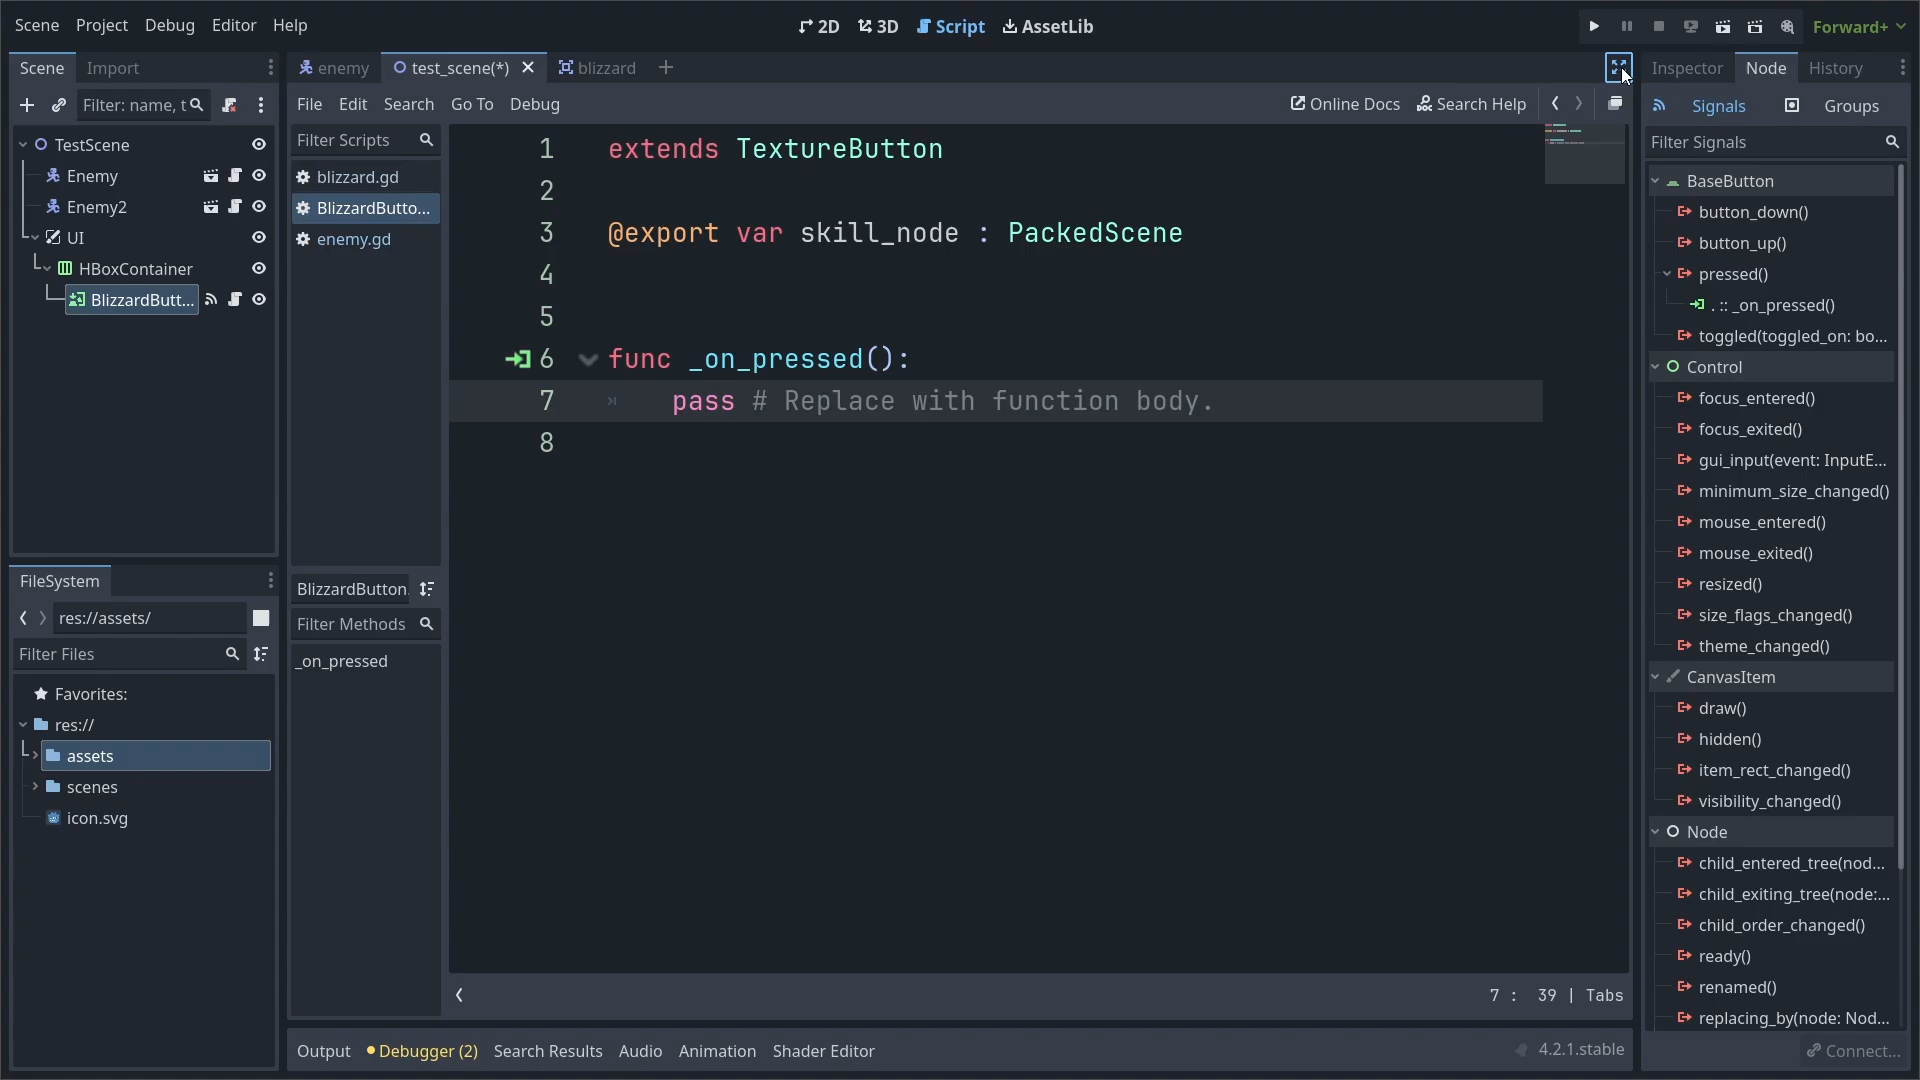 Scene Project Debug Editor Help
2D 3D Script AssetLib
Forward+
Scene Import
Filter: name, t
TestScene
Enemy
Enemy2
UI
HBoxContainer
BlizzardButt...
FileSystem
res://assets/
Filter Files
Favorites:
res://
assets
scenes
icon.svg
enemy test_scene(*) blizzard
File Edit Search Go To Debug
Online Docs Search Help
Filter Scripts
blizzard.gd
BlizzardButto...
enemy.gd
BlizzardButton.
Filter Methods
_on_pressed
1 extends TextureButton
2
3 @export var skill_node : PackedScene
4
5
6 func _on_pressed():
7 pass # Replace with function body.
8
7 : 39 | Tabs
Output Debugger (2) Search Results Audio Animation Shader Editor
4.2.1.stable
Inspector Node History
Signals Groups
Filter Signals
BaseButton
button_down()
button_up()
pressed()
. :: _on_pressed()
toggled(toggled_on: bo...
Control
focus_entered()
focus_exited()
gui_input(event: InputE...
minimum_size_changed()
mouse_entered()
mouse_exited()
resized()
size_flags_changed()
theme_changed()
CanvasItem
draw()
hidden()
item_rect_changed()
visibility_changed()
Node
child_entered_tree(nod...
child_exiting_tree(node:...
child_order_changed()
ready()
renamed()
replacing_by(node: Nod...
Connect...